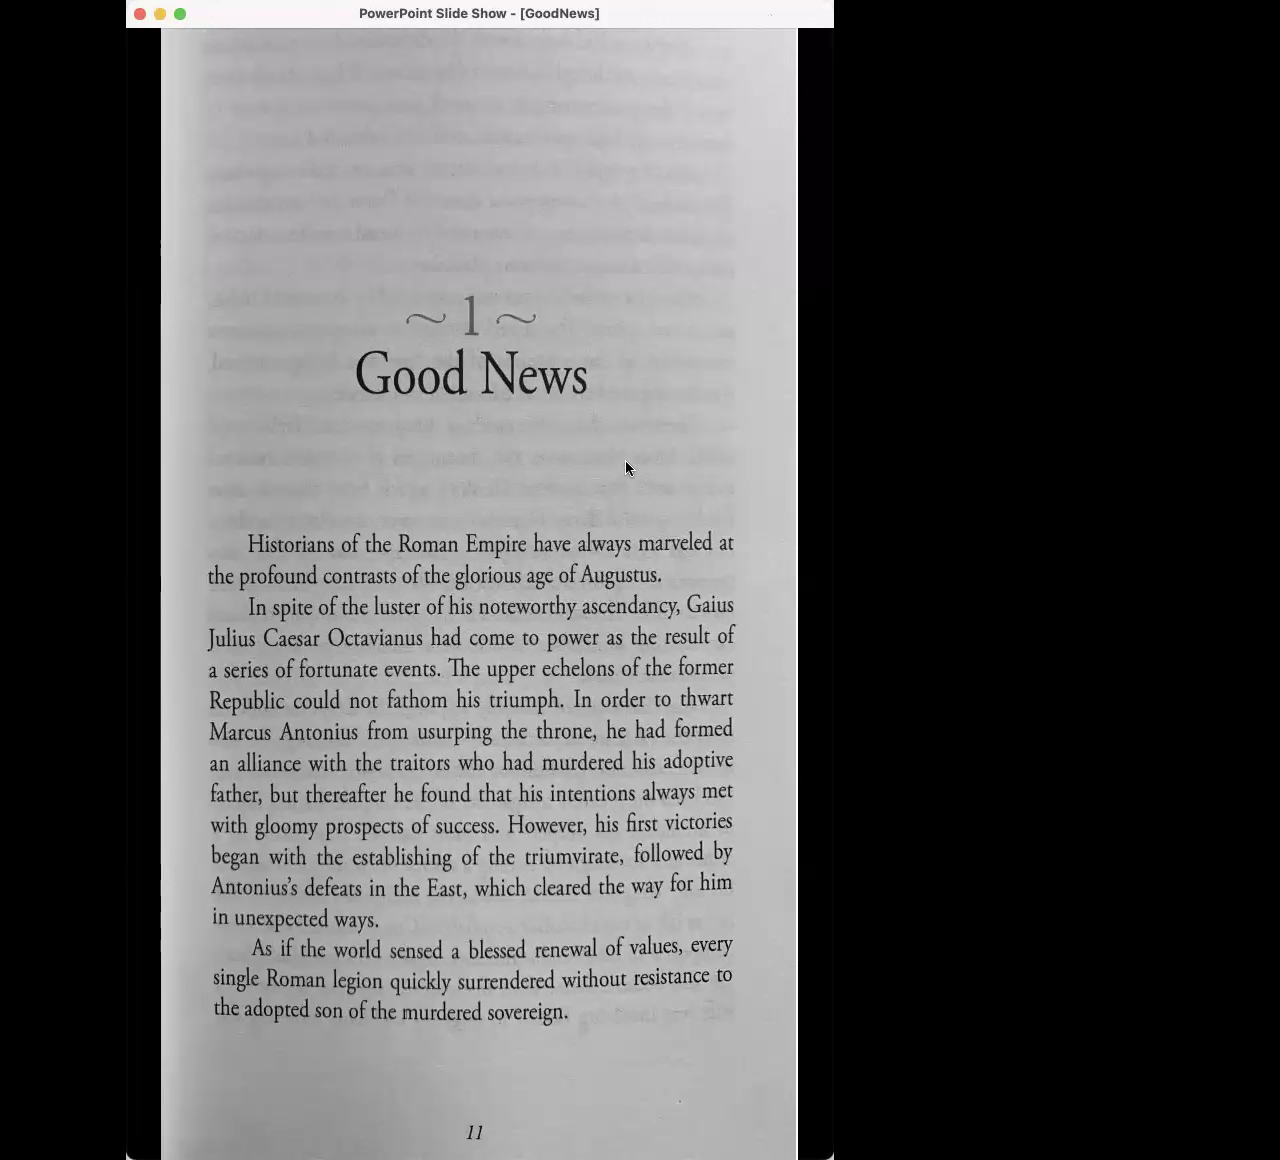 PowerPoint Slide Show - [GoodNews]
~ 1 ~
Good News
Historians of the Roman Empire have always marveled at
the profound contrasts of the glorious age of Augustus.
In spite of the luster of his noteworthy ascendancy, Gaius
Julius Caesar Octavianus had come to power as the result of
a series of fortunate events. The upper echelons of the former
Republic could not fathom his triumph. In order to thwart
Marcus Antonius from usurping the throne, he had formed
an alliance with the traitors who had murdered his adoptive
father, but thereafter he found that his intentions always met
with gloomy prospects of success. However, his first victories
began with the establishing of the triumvirate, followed by
Antonius's defeats in the East, which cleared the way for him
in unexpected ways.
As if the world sensed a blessed renewal of values, every
single Roman legion quickly surrendered without resistance to
the adopted son of the murdered sovereign.
11